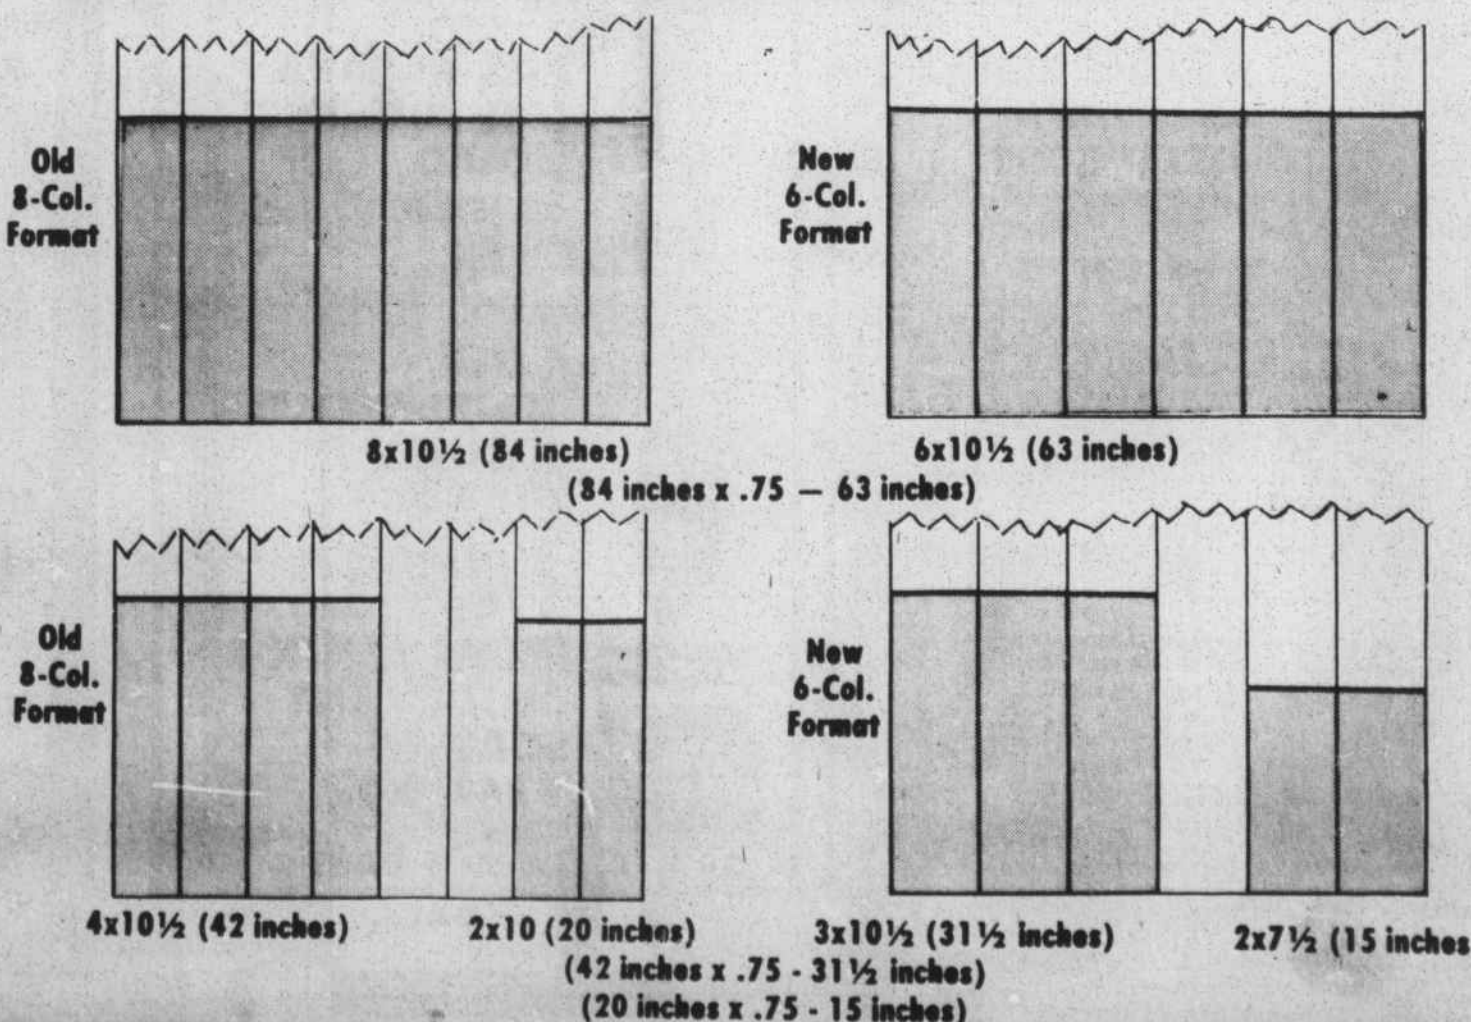 Old
8-Col.
Format
New
6-Col.
Format
8x10½ (84 inches)
6x10½ (63 inches)
(84 inches x .75 — 63 inches)
Old
8-Col.
Format
New
6-Col.
Format
4x10½ (42 inches)
2x10 (20 inches)
3x10½ (31½ inches)
2x7½ (15 inches
(42 inches x .75 - 31½ inches)
(20 inches x .75 - 15 inches)